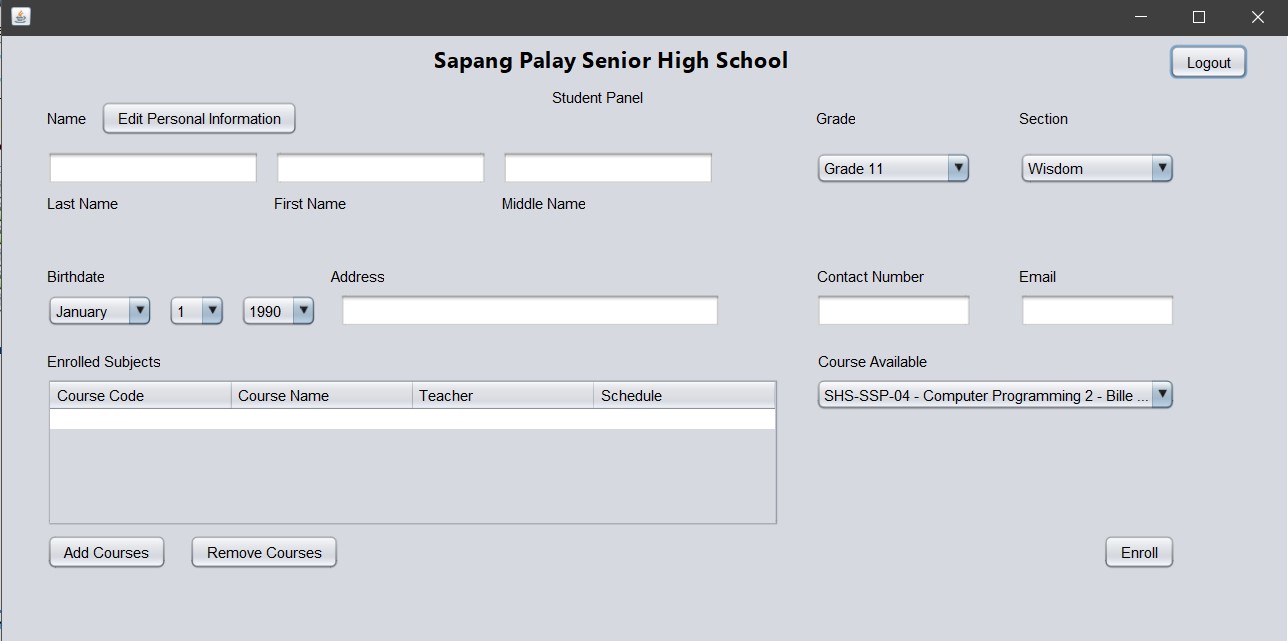 Sapang Palay Senior High School
Logout
Student Panel
Name Edit Personal Information Grade Section
Grade 11 Wisdom
Last Name First Name Middle Name
Birthdate Address Contact Number Email
January 1 1990
Enrolled Subjects Course Available
Course Code Course Name Teacher Schedule SHS-SSP-04 - Computer Programming 2 - Bille ...
Add Courses Remove Courses Enroll